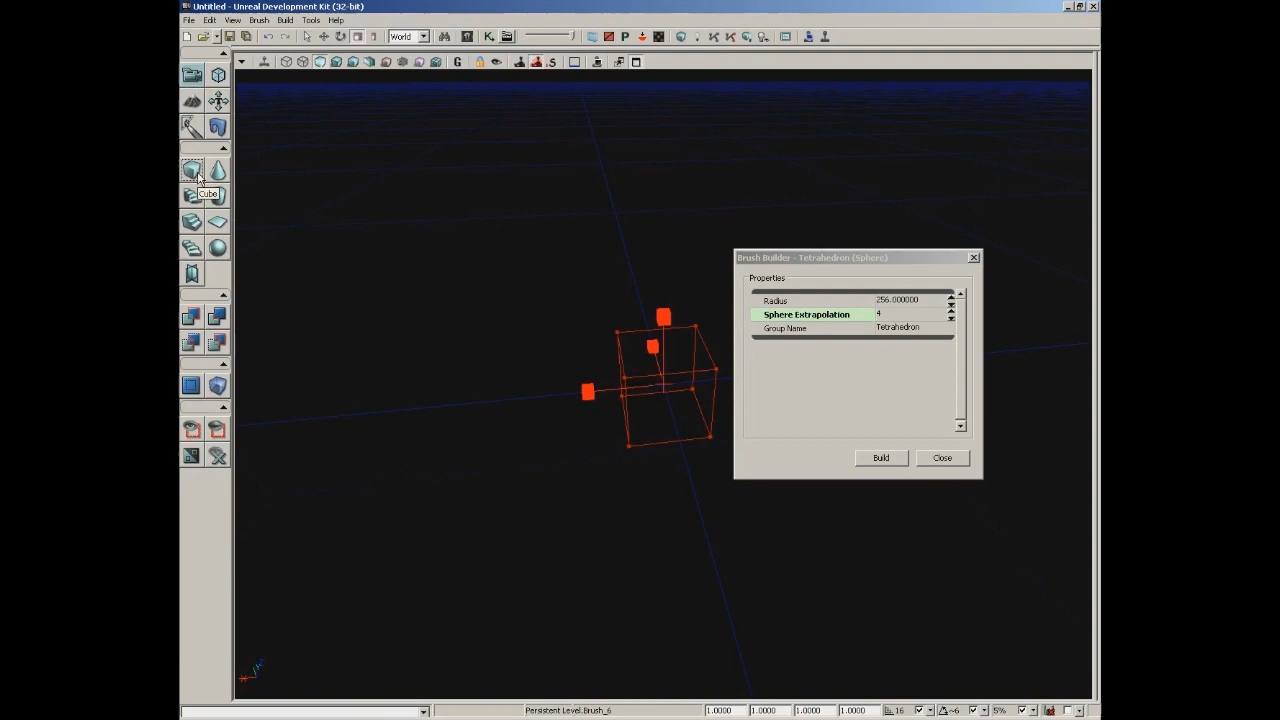 Untitled - Unreal Development Kit (32-bit)
File Edit View Brush Build Tools Help
World
G
S
Cube
Brush Builder - Tetrahedron (Sphere)
Properties
Radius 256.000000
Sphere Extrapolation 4
Group Name Tetrahedron
Build Close
Persistent Level.Brush_6 1.0000 1.0000 1.0000 1.0000 16 ~6 5%